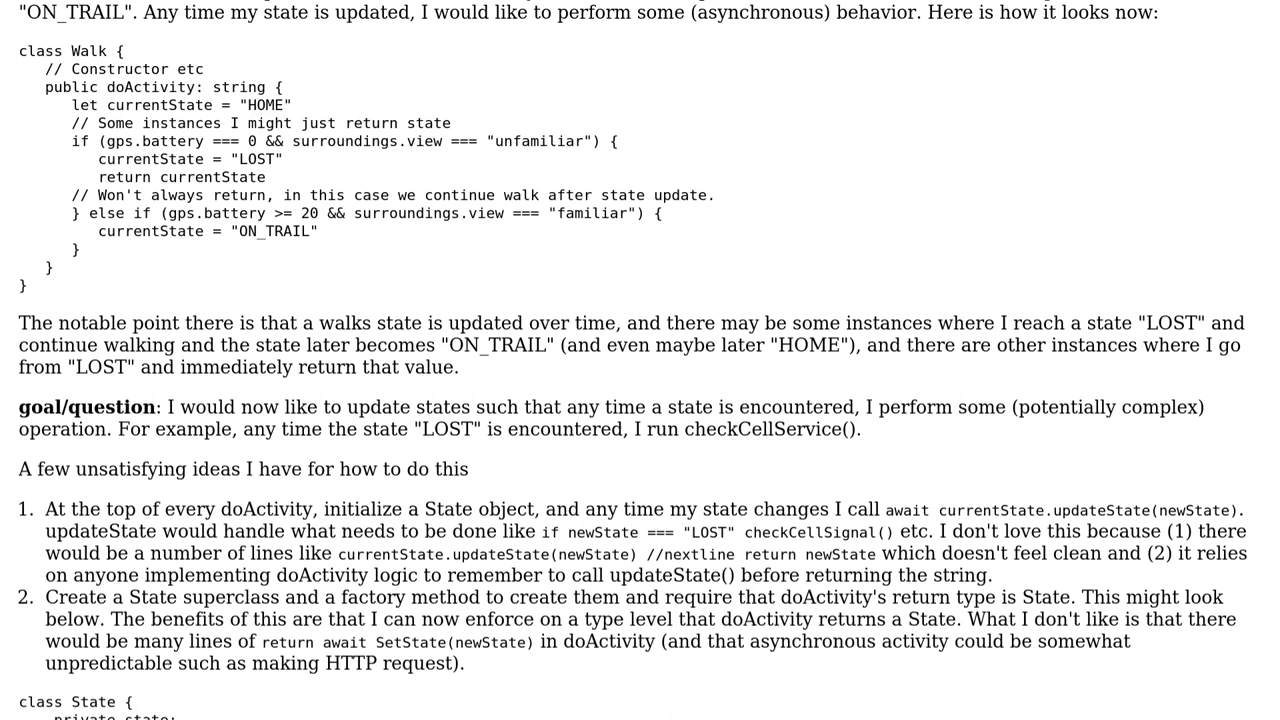 "ON_TRAIL". Any time my state is updated, I would like to perform some (asynchronous) behavior. Here is how it looks now:
class Walk {
   // Constructor etc
   public doActivity: string {
      let currentState = "HOME"
      // Some instances I might just return state
      if (gps.battery === 0 && surroundings.view === "unfamiliar") {
         currentState = "LOST"
         return currentState
      // Won't always return, in this case we continue walk after state update.
      } else if (gps.battery >= 20 && surroundings.view === "familiar") {
         currentState = "ON_TRAIL"
      }
   }
}
The notable point there is that a walks state is updated over time, and there may be some instances where I reach a state "LOST" and
continue walking and the state later becomes "ON_TRAIL" (and even maybe later "HOME"), and there are other instances where I go
from "LOST" and immediately return that value.
goal/question: I would now like to update states such that any time a state is encountered, I perform some (potentially complex)
operation. For example, any time the state "LOST" is encountered, I run checkCellService().
A few unsatisfying ideas I have for how to do this
1. At the top of every doActivity, initialize a State object, and any time my state changes I call await currentState.updateState(newState).
updateState would handle what needs to be done like if newState === "LOST" checkCellSignal() etc. I don't love this because (1) there
would be a number of lines like currentState.updateState(newState) //nextline return newState which doesn't feel clean and (2) it relies
on anyone implementing doActivity logic to remember to call updateState() before returning the string.
2. Create a State superclass and a factory method to create them and require that doActivity's return type is State. This might look
below. The benefits of this are that I can now enforce on a type level that doActivity returns a State. What I don't like is that there
would be many lines of return await SetState(newState) in doActivity (and that asynchronous activity could be somewhat
unpredictable such as making HTTP request).
class State {
    private state;